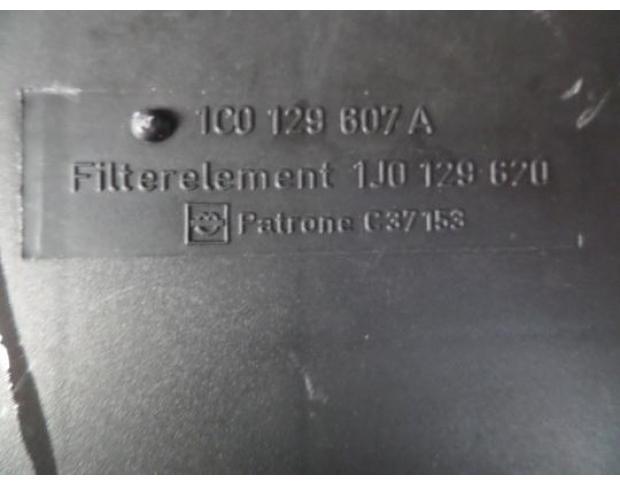 1C0 129 607 A
Filterelement 1J0 129 620
Patrone C37153